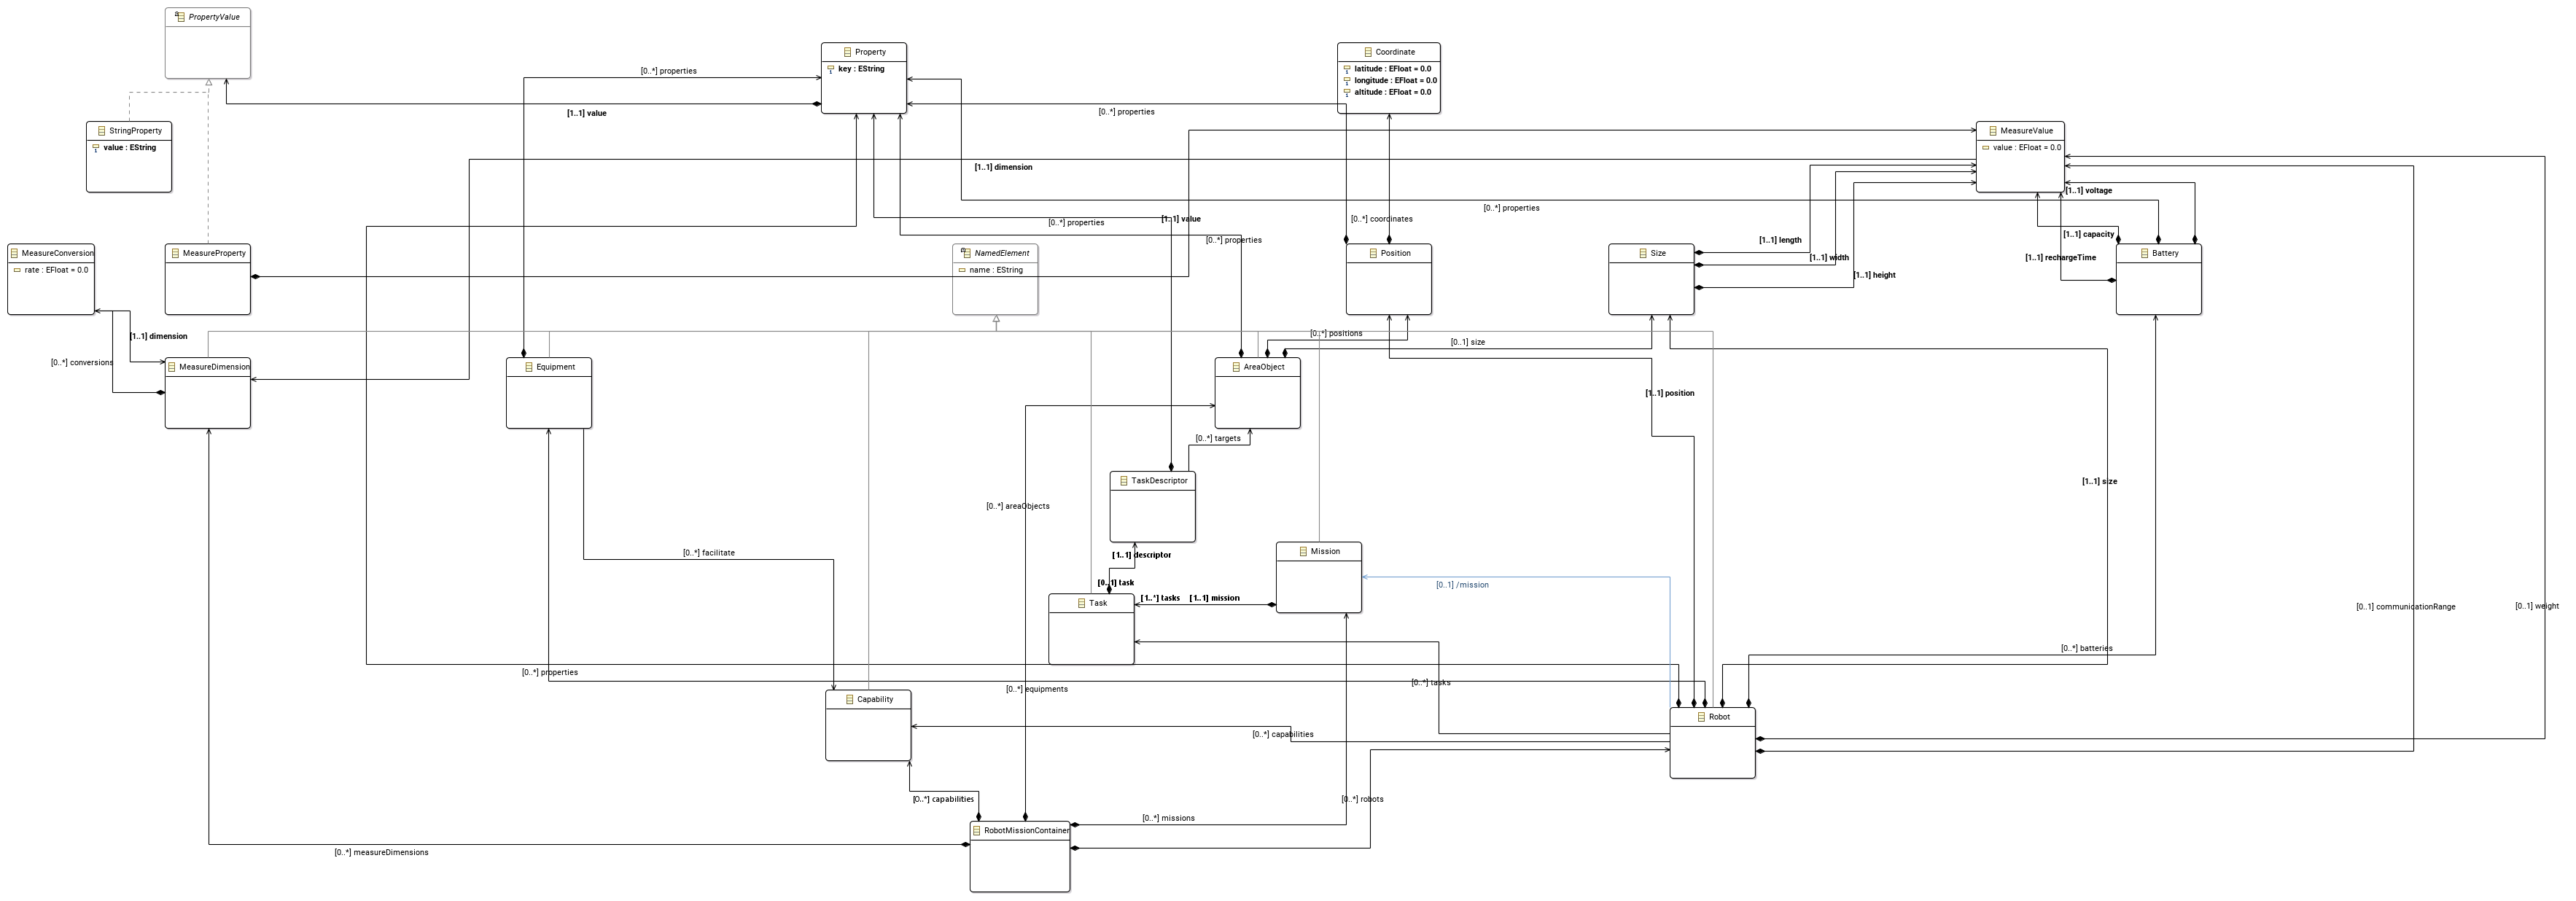 PropertyValue
Property
key : EString
Coordinate
latitude : EFloat = 0.0
longitude : EFloat = 0.0
altitude : EFloat = 0.0
[0..*] properties
[1..1] value
[0..*] properties
StringProperty
value : EString
MeasureValue
value : EFloat = 0.0
[1..1] dimension
[1..1] voltage
[0..*] properties
[0..*] properties
[1..1] value
[0..*] coordinates
[1..1] capacity
[0..*] properties
[1..1] length
MeasureConversion
rate : EFloat = 0.0
MeasureProperty
NamedElement
name : EString
Position
Size
[1..1] width
[1..1] rechargeTime
Battery
[1..1] height
[1..1] dimension
[0..*] positions
[0..1] size
[0..*] conversions
MeasureDimension
Equipment
AreaObject
[1..1] position
[0..*] targets
TaskDescriptor
[1..1] size
[0..*] areaObjects
[0..*] facilitate
[1..1] descriptor
Mission
[0..1] task
[0..1] /mission
Task
[1..*] tasks
[1..1] mission
[0..1] communicationRange
[0..1] weight
[0..*] batteries
[0..*] properties
[0..*] equipments
[0..*] tasks
Capability
Robot
[0..*] capabilities
[0..*] capabilities
[0..*] robots
[0..*] missions
RobotMissionContainer
[0..*] measureDimensions